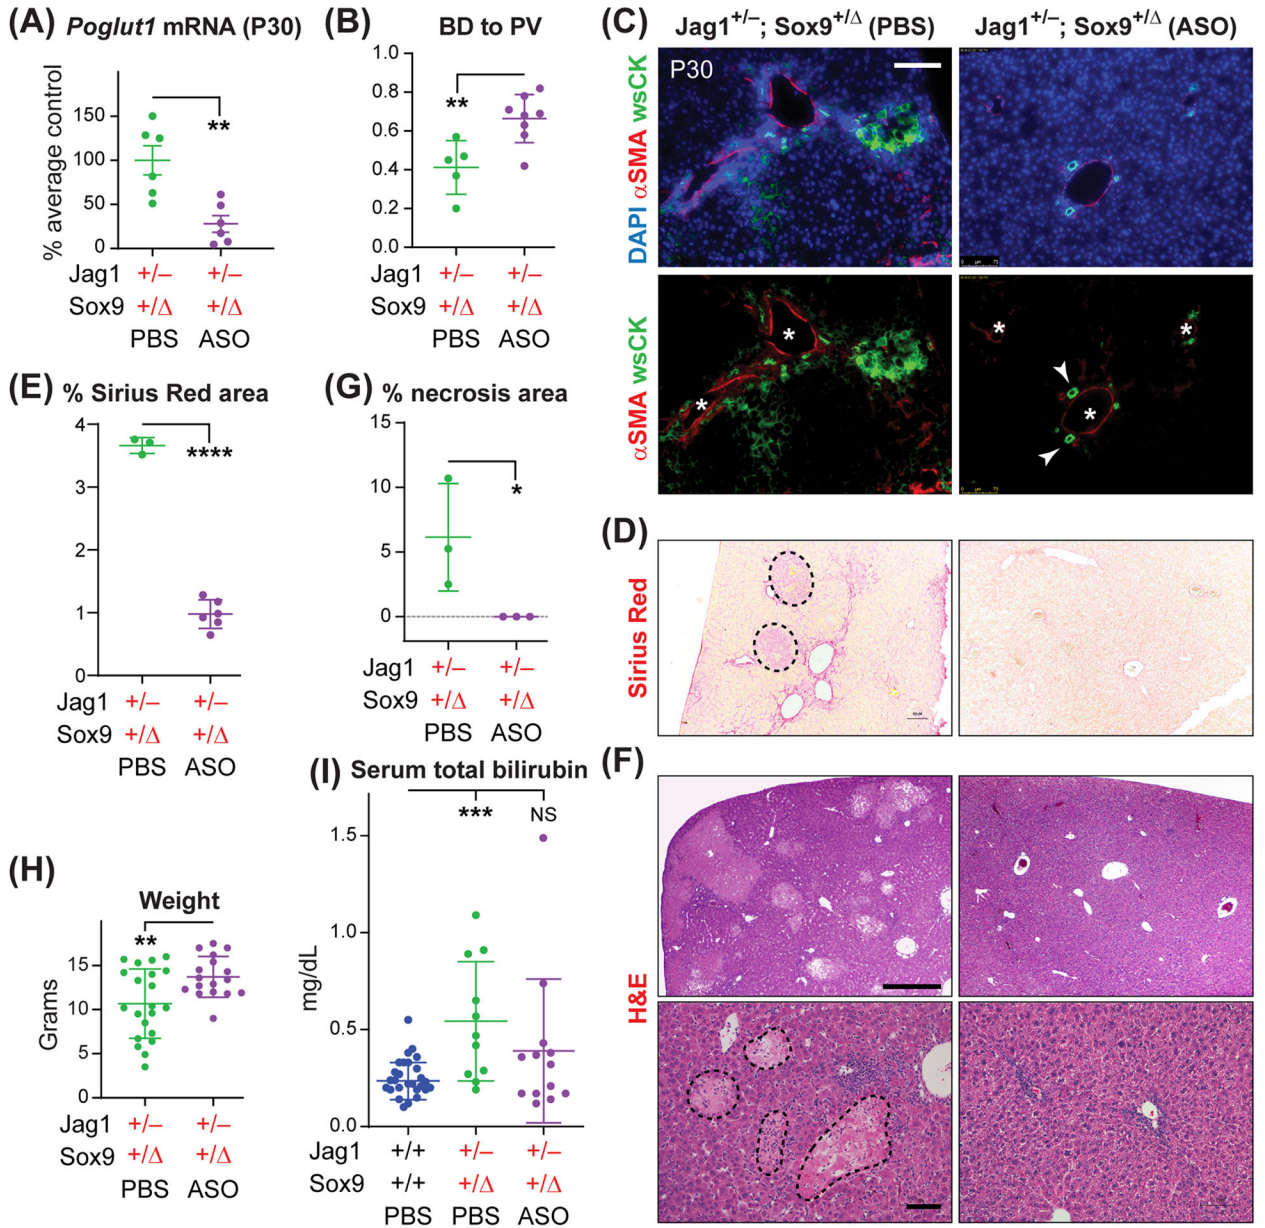 (A)
Poglut1 mRNA (P30)
% average control
150
100
50
0
**
Jag1 +/– +/–
Sox9 +/Δ +/Δ
PBS ASO
(B)
BD to PV
1.0
0.8
0.6
0.4
0.2
0.0
**
Jag1 +/– +/–
Sox9 +/Δ +/Δ
PBS ASO
(C)
Jag1+/–; Sox9+/Δ (PBS)
Jag1+/–; Sox9+/Δ (ASO)
DAPI αSMA wsCK
P30
αSMA wsCK
*
*
*
*
*
(D)
Sirius Red
(E)
% Sirius Red area
4
3
2
1
0
****
Jag1 +/– +/–
Sox9 +/Δ +/Δ
PBS ASO
(G)
% necrosis area
15
10
5
0
*
Jag1 +/– +/–
Sox9 +/Δ +/Δ
PBS ASO
(F)
H&E
(H)
Weight
Grams
15
10
5
0
**
Jag1 +/– +/–
Sox9 +/Δ +/Δ
PBS ASO
(I)
Serum total bilirubin
mg/dL
1.5
1.0
0.5
0.0
***
NS
Jag1 +/+ +/– +/–
Sox9 +/+ +/Δ +/Δ
PBS PBS ASO